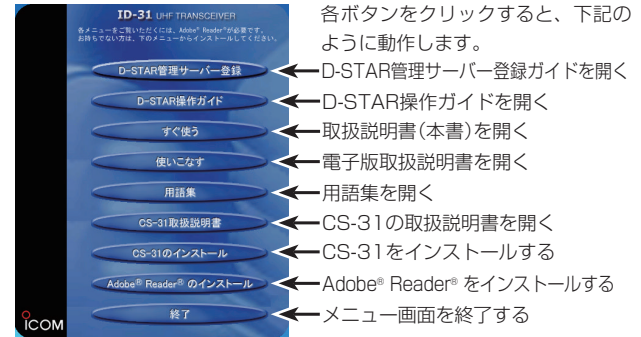 ID-31 UHF TRANSCEIVER
各メニューをご覧いただくには、Adobe® Reader®が必要です。
お持ちでない方は、下のメニューからインストールしてください。
D-STAR管理サーバー登録
D-STAR操作ガイド
すぐ使う
使いこなす
用語集
CS-31取扱説明書
CS-31のインストール
Adobe® Reader® のインストール
終了
ICOM
各ボタンをクリックすると、下記の
ように動作します。
D-STAR管理サーバー登録ガイドを開く
D-STAR操作ガイドを開く
取扱説明書(本書)を開く
電子版取扱説明書を開く
用語集を開く
CS-31の取扱説明書を開く
CS-31をインストールする
Adobe® Reader® をインストールする
メニュー画面を終了する